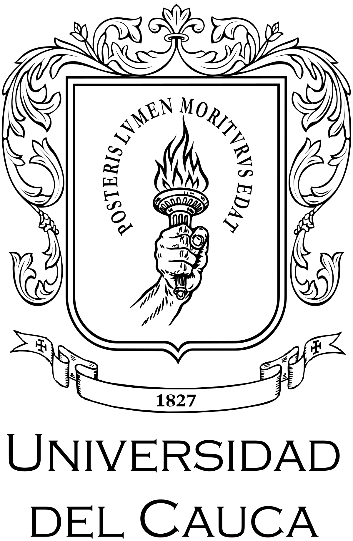 POSTERIS LVMEN MORITVRVS EDAT
1827
UNIVERSIDAD
DEL CAUCA